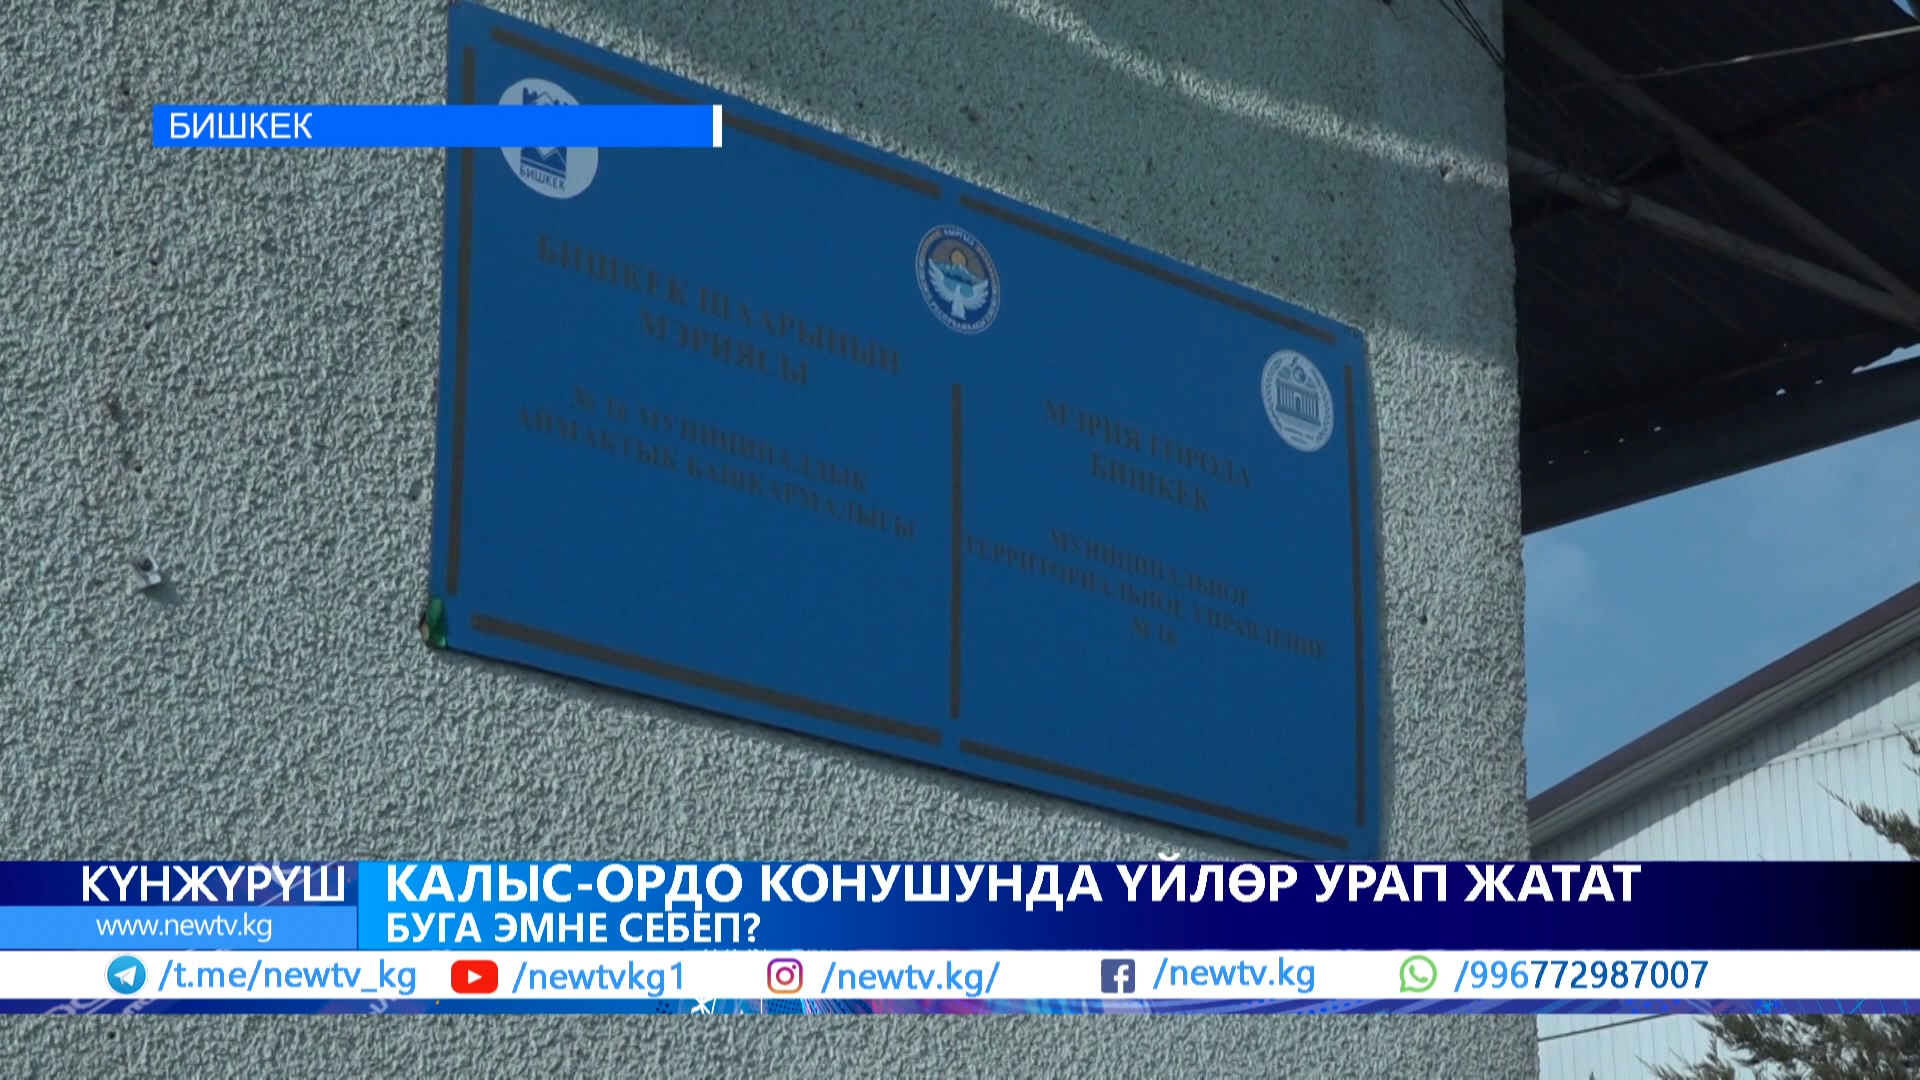 БИШКЕК
БИШКЕК
БИШКЕК ШААРЫНЫН
МЭРИЯСЫ
№ 16 МУНИЦИПАЛДЫК
АЙМАКТЫК БАШКАРМАЛЫГЫ
МЭРИЯ ГОРОДА
БИШКЕК
МУНИЦИПАЛЬНОЕ
ТЕРРИТОРИАЛЬНОЕ УПРАВЛЕНИЕ
№ 16
КҮНЖҮРҮШ
www.newtv.kg
КАЛЫС-ОРДО КОНУШУНДА ҮЙЛӨР УРАП ЖАТАТ
БУГА ЭМНЕ СЕБЕП?
/t.me/newtv_kg
/newtvkg1
/newtv.kg/
/newtv.kg
/996772987007